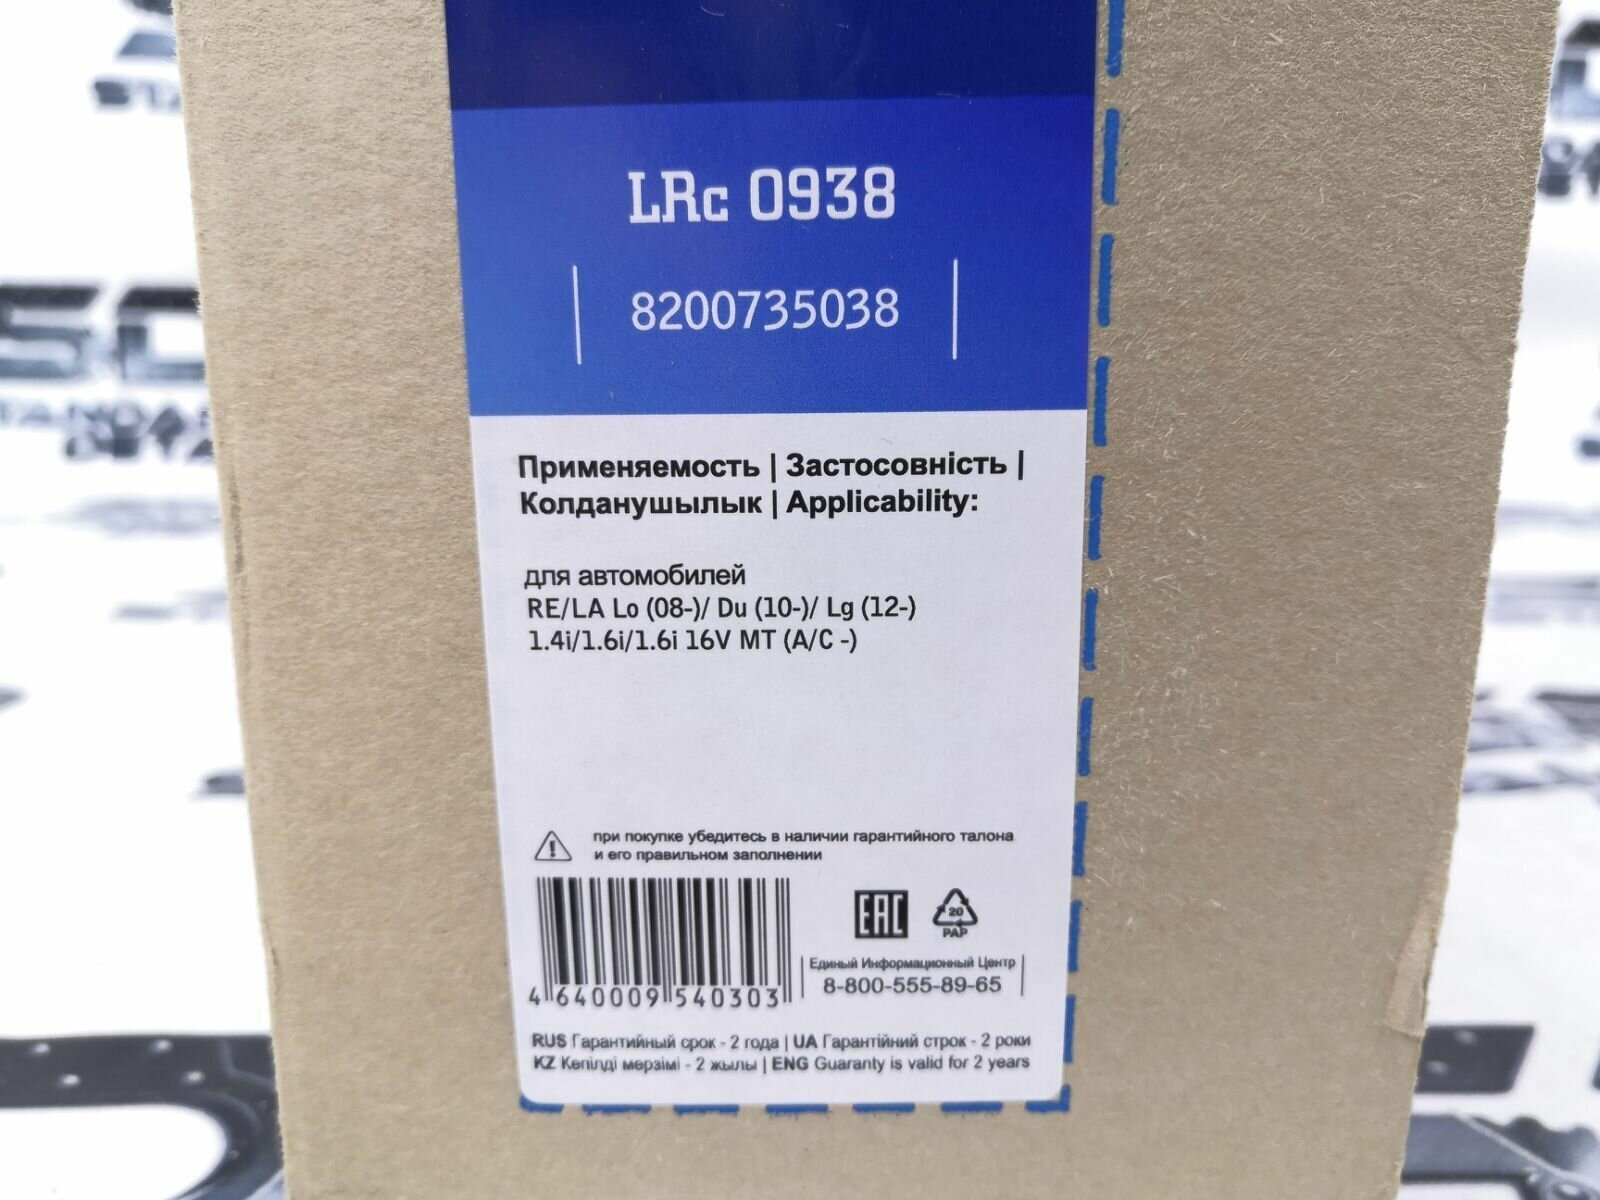 LRc 0938
8200735038
Применяемость | Застосовність |
Колданушылык | Applicability:
для автомобилей
RE/LA Lo (08-)/ Du (10-)/ Lg (12-)
1.4i/1.6i/1.6i 16V MT (A/C -)
при покупке убедитесь в наличии гарантийного талона
и его правильном заполнении
4 640009 540303
EAC
20
PAP
Единый Информационный Центр
8-800-555-89-65
RUS Гарантийный срок - 2 года | UA Гарантійний строк - 2 роки
KZ Кепілді мерзімі - 2 жылы | ENG Guaranty is valid for 2 years